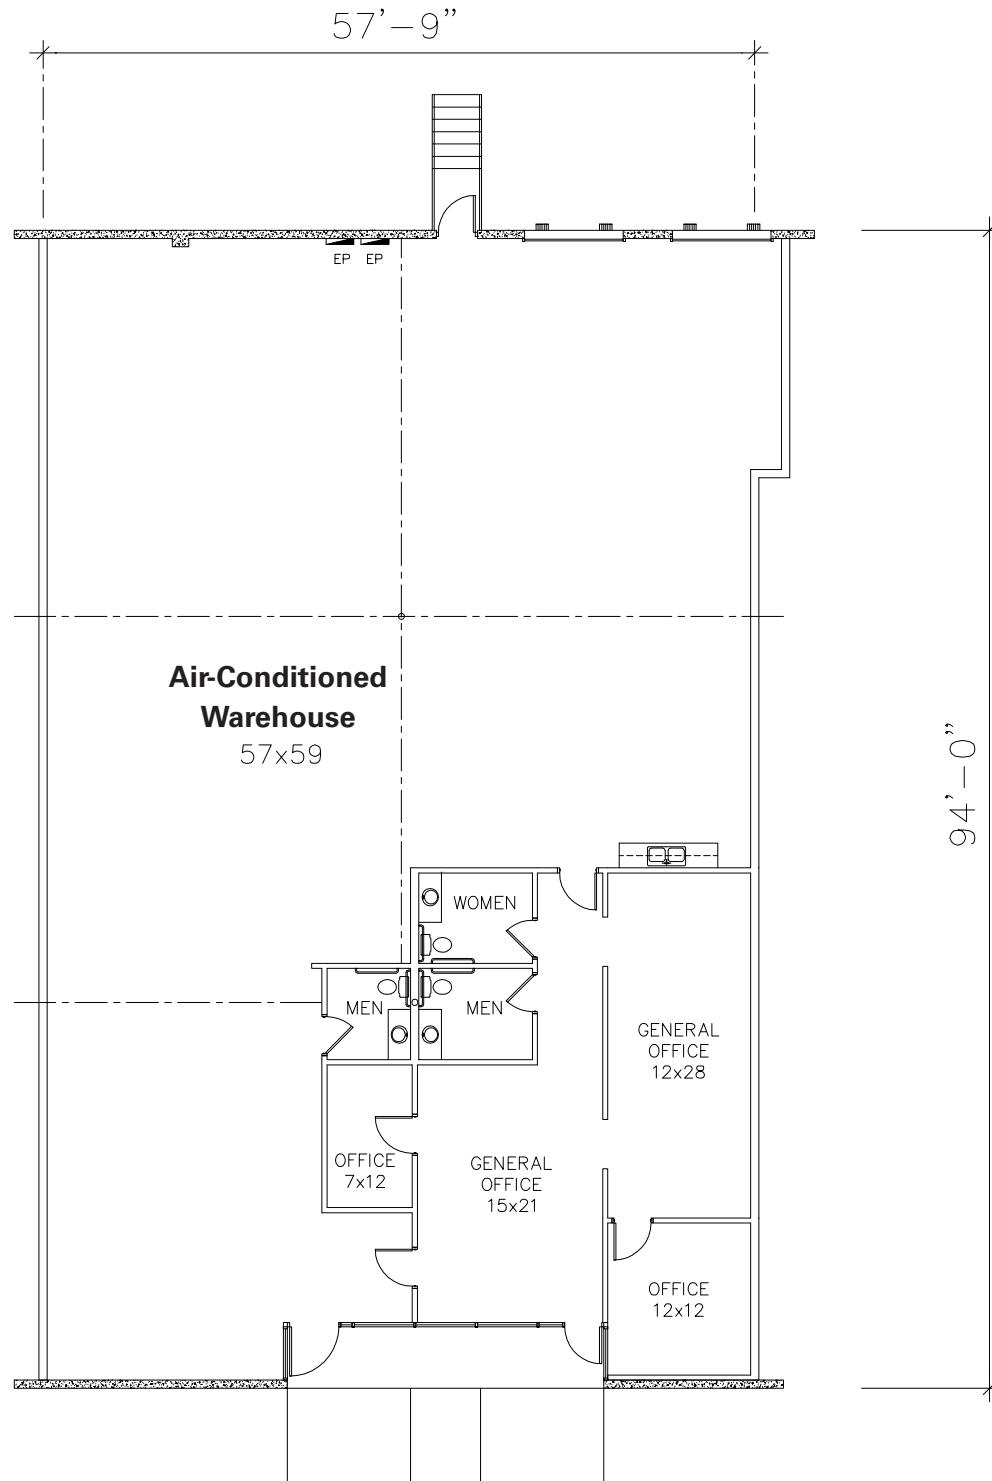 57'-9"
EP EP
Air-Conditioned
Warehouse
57x59
94'-0"
WOMEN
MEN MEN
GENERAL
OFFICE
12x28
OFFICE
7x12
GENERAL
OFFICE
15x21
OFFICE
12x12